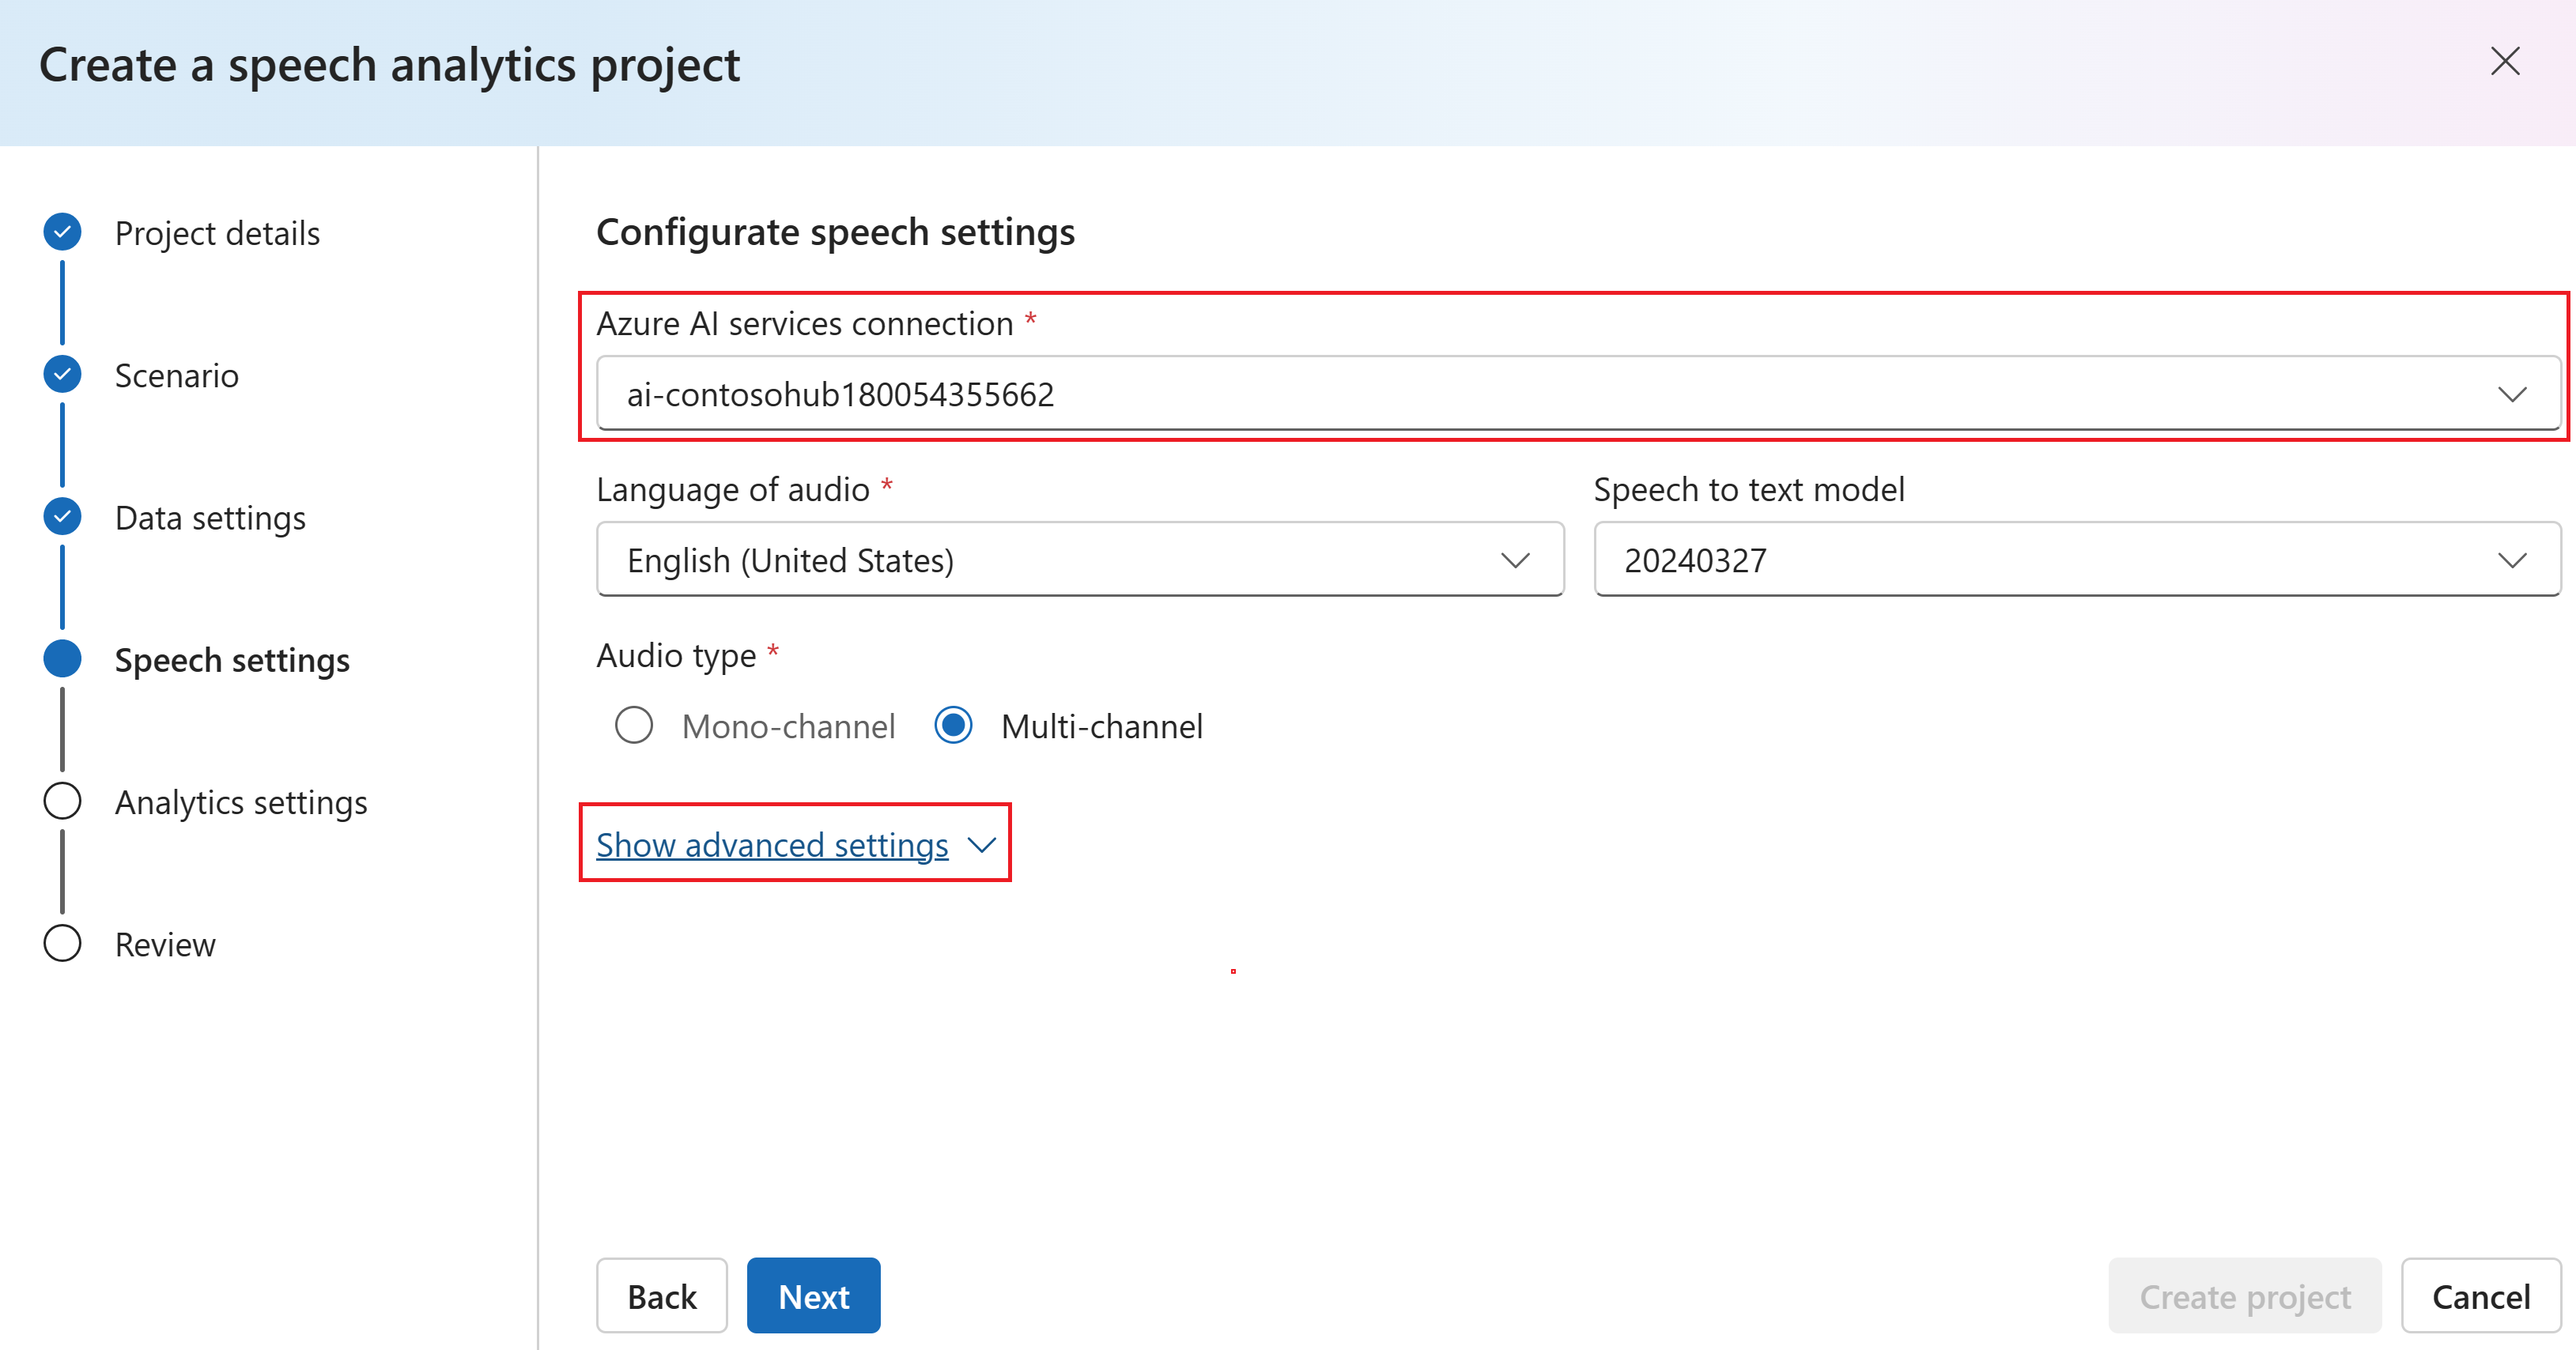 Create a speech analytics project
Project details
Scenario
Data settings
Speech settings
Analytics settings
Review
Configurate speech settings
Azure AI services connection *
ai-contosohub180054355662
Language of audio * Speech to text model
English (United States) 20240327
Audio type *
Mono-channel Multi-channel
Show advanced settings
Back Next Create project Cancel